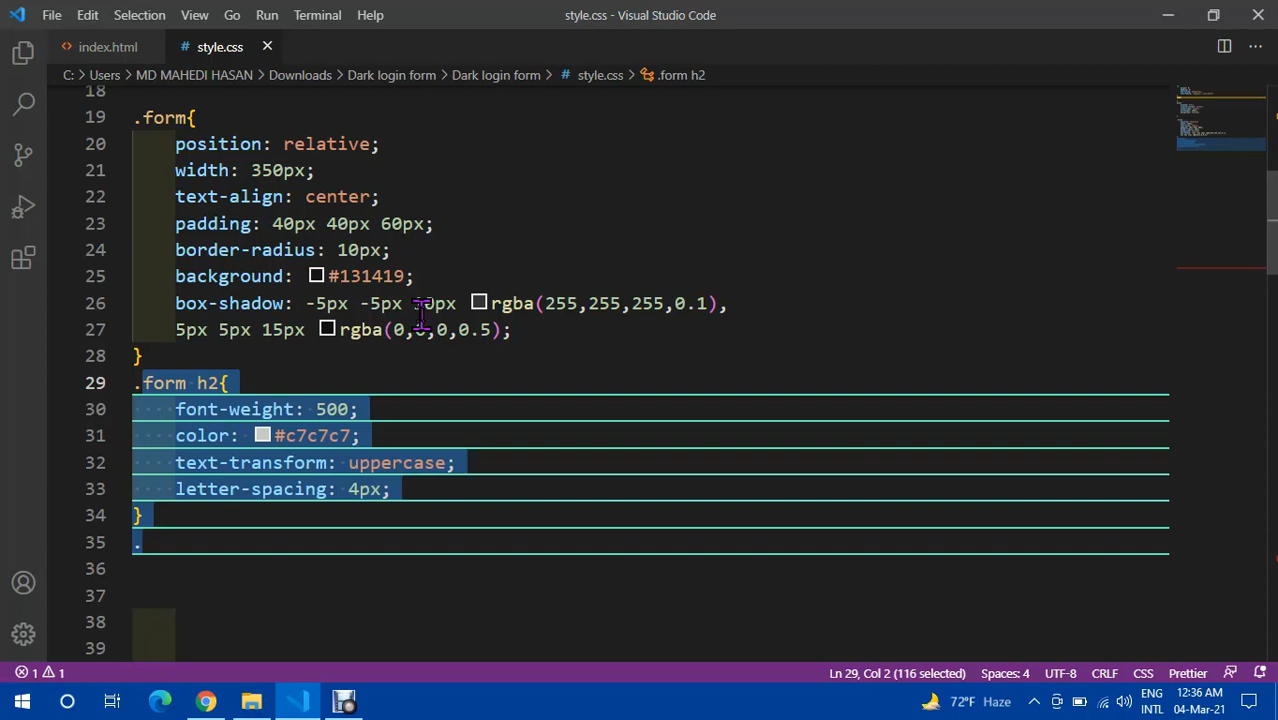 File Edit Selection View Go Run Terminal Help style.css - Visual Studio Code
<> index.html # style.css ×
C: > Users > MD MAHEDI HASAN > Downloads > Dark login form > Dark login form > # style.css > .form h2
18
19 .form{
20 position: relative;
21 width: 350px;
22 text-align: center;
23 padding: 40px 40px 60px;
24 border-radius: 10px;
25 background: #131419;
26 box-shadow: -5px -5px rgba(255,255,255,0.1),
27 5px 5px 15px rgba(0,0,0,0.5);
28 }
29 .form h2{
30 font-weight: 500;
31 color: #c7c7c7;
32 text-transform: uppercase;
33 letter-spacing: 4px;
34 }
35 .
36
37
38
39
1 1 Ln 29, Col 2 (116 selected) Spaces: 4 UTF-8 CRLF CSS Prettier
72°F Haze ENG INTL 12:36 AM 04-Mar-21